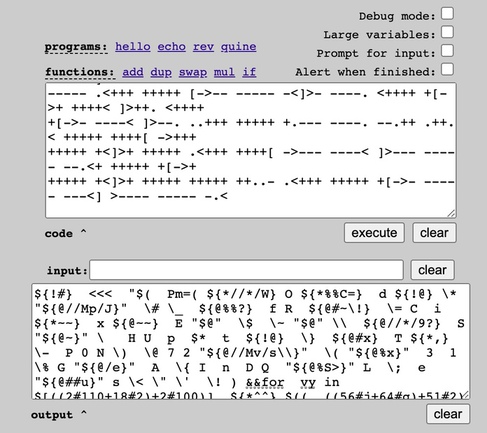 Debug mode:
Large variables:
programs: hello echo rev quine
Prompt for input:
functions: add dup swap mul if
Alert when finished:
----- .<+++ +++++ [->-- ----- -<]>- ----. <++++ +[-
>+ ++++< ]>++. <++++
+[->- ----< ]>--. ..+++ +++++ +.--- ----. --.++ .++.
< +++++ ++++[ ->+++
+++++ +<]>+ +++++ .<+++ ++++[ ->--- ----< ]>--- ----
- --.<+ +++++ +[->+
+++++ +<]>+ +++++ ++..- .<+++ +++++ +[->- ----
- ---<] >---- ----- -.<
code ^
execute
clear
input:
clear
${!#} <<< "$( Pm=( ${*//*/W} O ${*%%C=} d ${!@} \*
"${@//Mp/J}" \# \_ ${@%%?} f R ${@#~\!} \= C i
${*~~} x ${@~~} E "$@" \$ \~ "$@" \\ ${@//*/9?} S
"${@~}" \ H U p $* t ${!@} \} ${@#x} T ${*,}
\- P 0 N \) \@ 7 2 "${@//Mv/s\\}" \( "${@%x}" 3 1
\% G "${@/e}" A \{ I n D Q "${@%S>}" L \; e
"${@##u}" s \< \" \' \! ) &&for vy in
output ^
clear